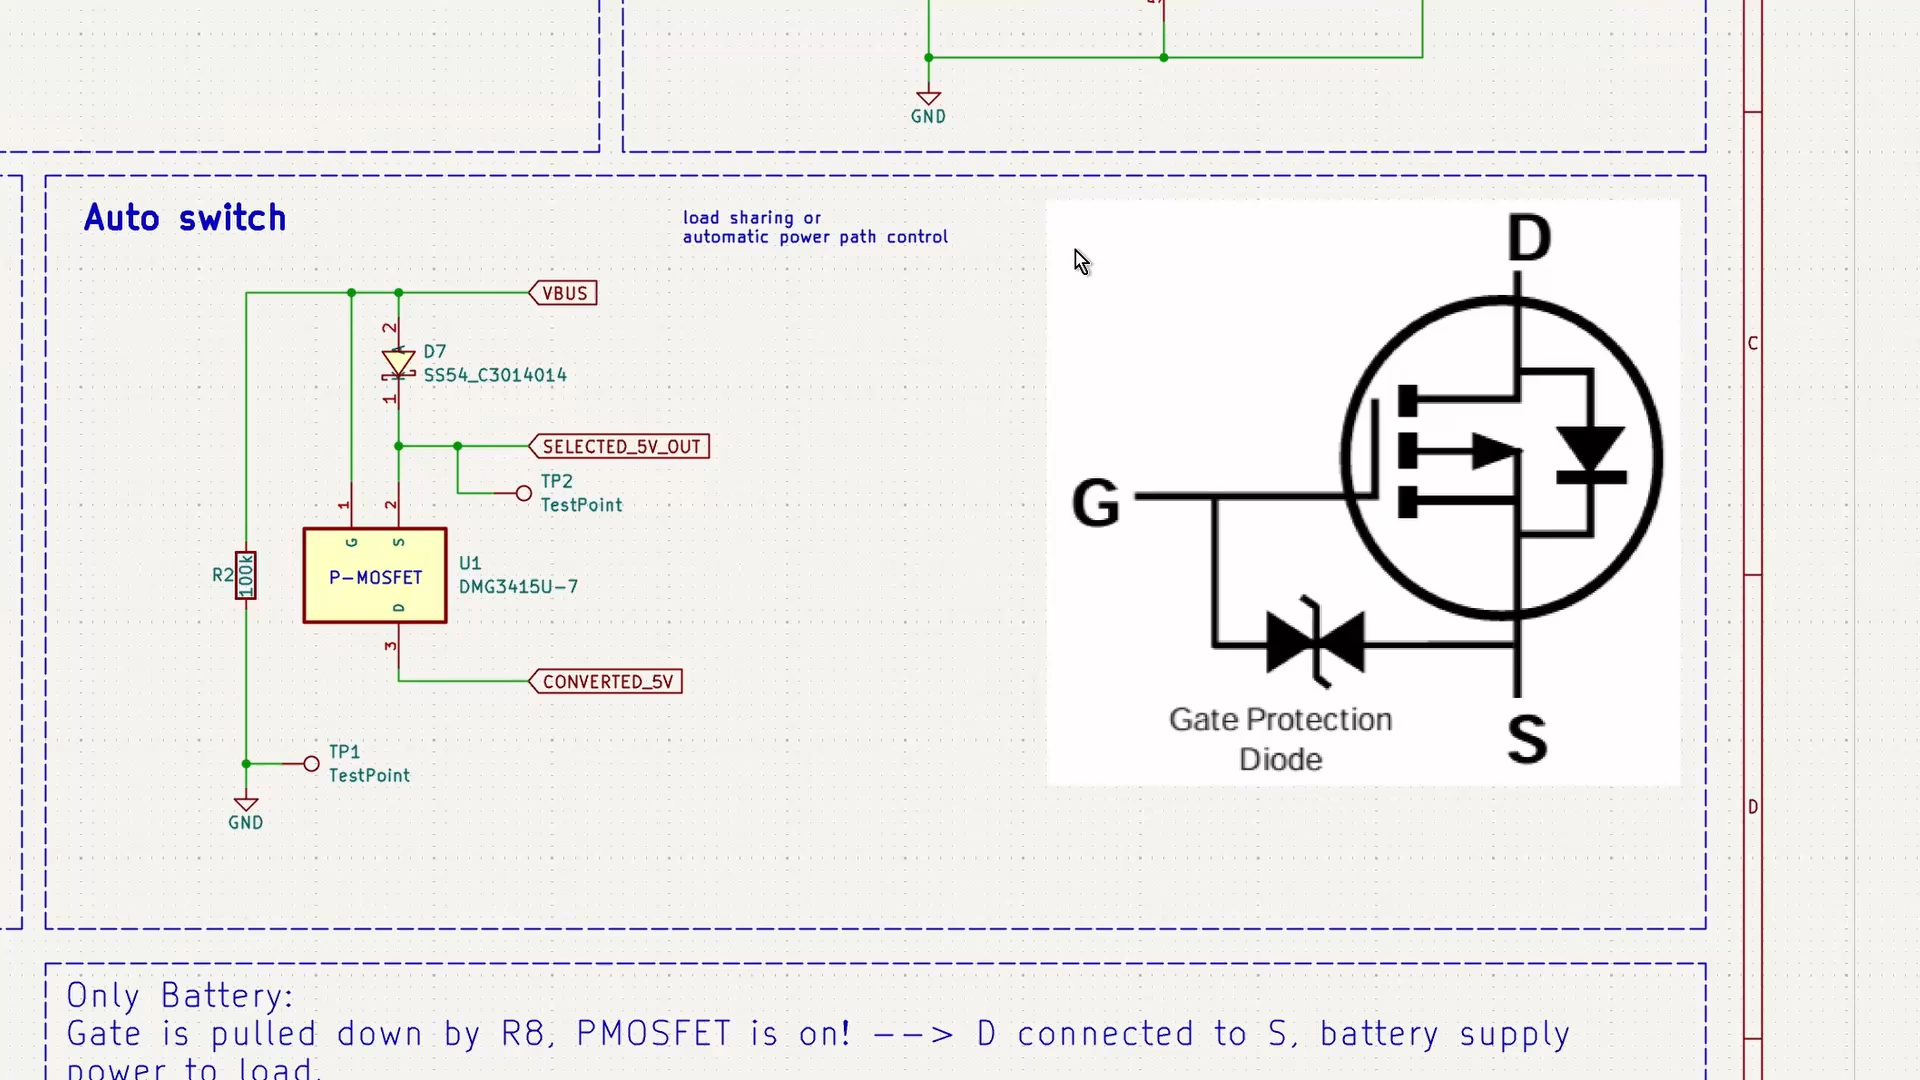 GND
Auto switch
load sharing or
automatic power path control
VBUS
2
A
D7
SS54_C3014014
K
1
SELECTED_5V_OUT
TP2
TestPoint
1
2
G
S
P-MOSFET
U1
DMG3415U-7
D
R2
100k
3
CONVERTED_5V
TP1
TestPoint
GND
D
G
Gate Protection
Diode
S
C
D
Only Battery:
Gate is pulled down by R8, PMOSFET is on! --> D connected to S, battery supply
power to load.